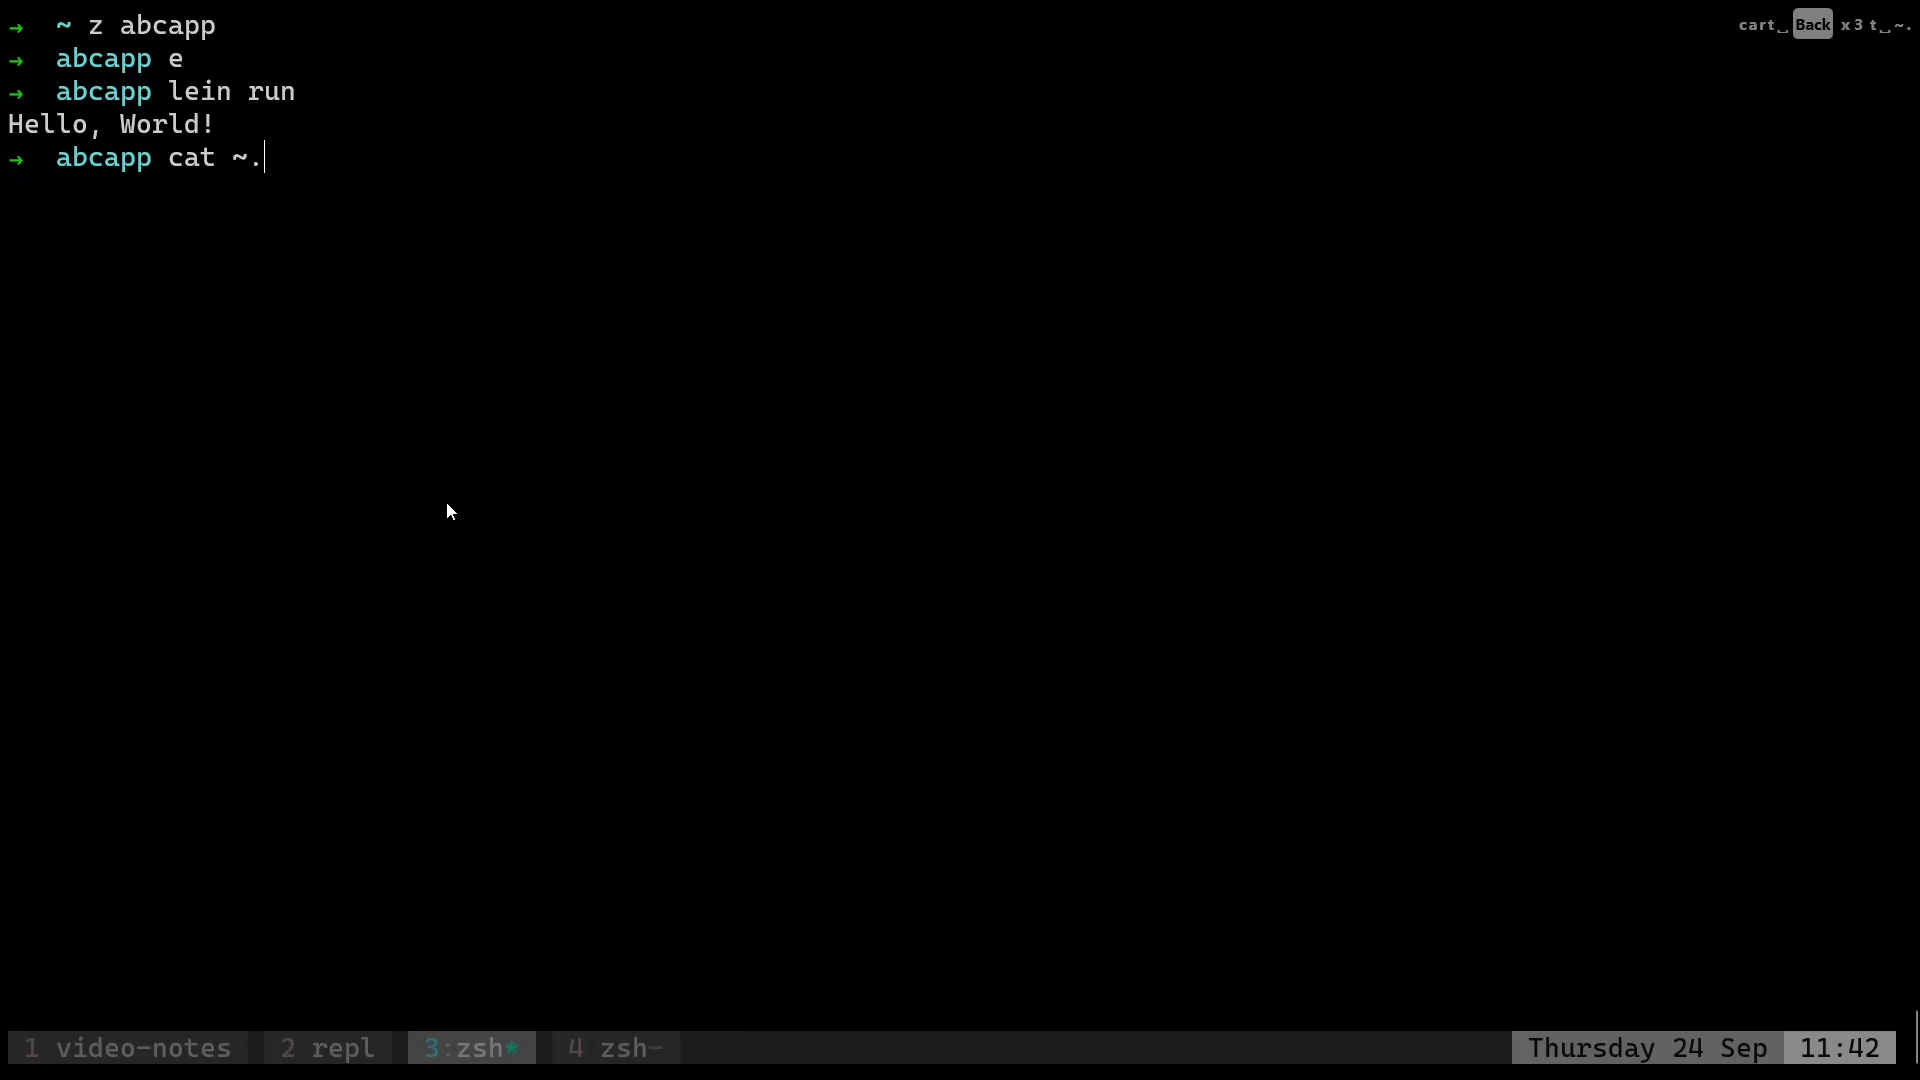 → ~ z abcapp
cart␣ Back x3 t␣~.
→ abcapp e
→ abcapp lein run
Hello, World!
→ abcapp cat ~.
1 video-notes 2 repl 3:zsh* 4 zsh- Thursday 24 Sep 11:42